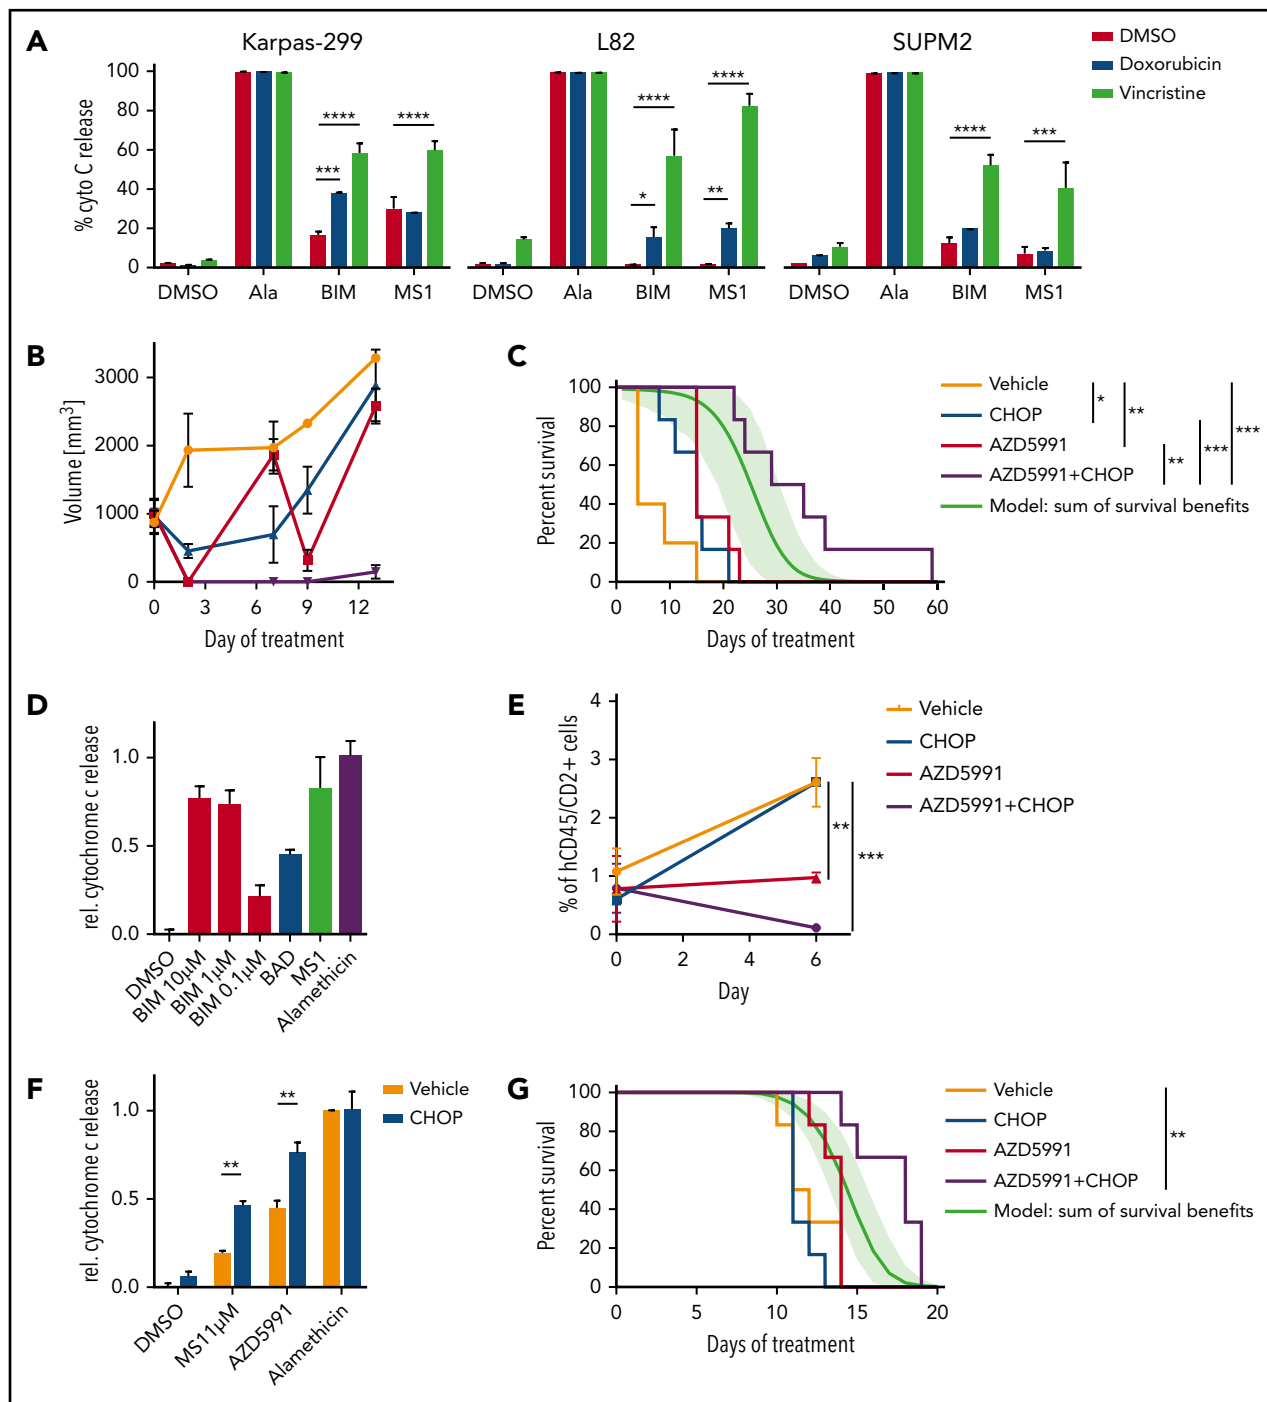 A
Karpas-299
L82
SUPM2
DMSO
Doxorubicin
Vincristine
% cyto C release
100
80
60
40
20
0
****
***
****
****
*
****
**
****
***
DMSO
Ala
BIM
MS1
DMSO
Ala
BIM
MS1
DMSO
Ala
BIM
MS1
B
Volume [mm³]
3000
2000
1000
0
0
3
6
9
12
Day of treatment
C
Percent survival
100
80
60
40
20
0
0
10
20
30
40
50
60
Days of treatment
Vehicle
CHOP
AZD5991
AZD5991+CHOP
Model: sum of survival benefits
*
**
**
***
***
D
rel. cytochrome c release
1.0
0.5
0.0
DMSO
BIM 10µM
BIM 1µM
BIM 0.1µM
BAD
MS1
Alamethicin
E
% of hCD45/CD2+ cells
4
3
2
1
0
0
2
4
6
Day
Vehicle
CHOP
AZD5991
AZD5991+CHOP
**
***
F
rel. cytochrome c release
1.0
0.5
0.0
**
**
DMSO
MS11µM
AZD5991
Alamethicin
Vehicle
CHOP
G
Percent survival
100
80
60
40
20
0
0
5
10
15
20
Days of treatment
Vehicle
CHOP
AZD5991
AZD5991+CHOP
Model: sum of survival benefits
**